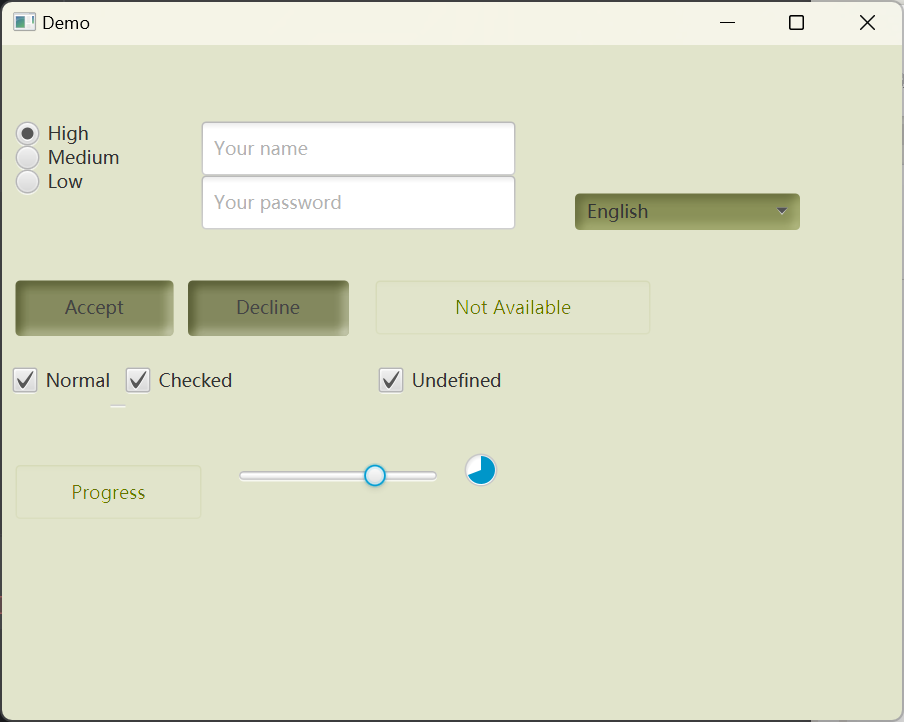 Demo
High
Medium
Low
Your name
Your password
English
Accept
Decline
Not Available
Normal
Checked
Undefined
Progress